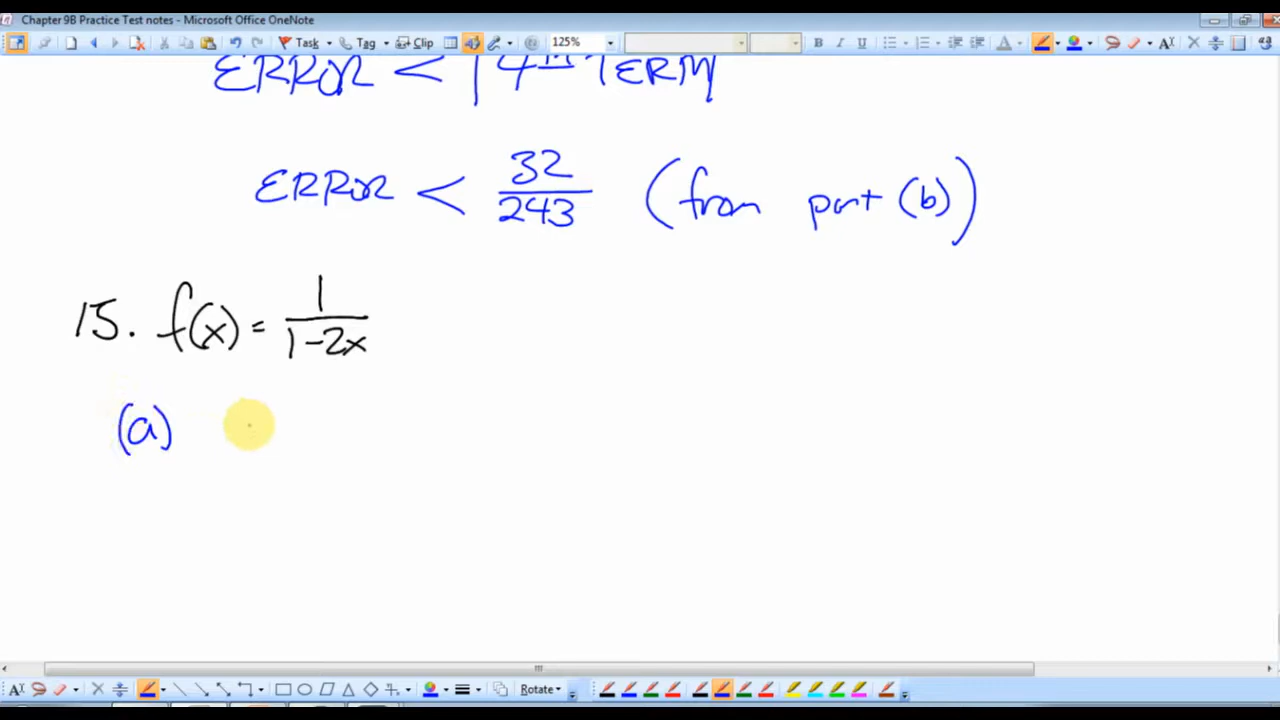 Chapter 9B Practice Test notes - Microsoft Office OneNote
Task Tag Clip 125% B I U
ERROR < | 4th TERM
ERROR < 32/243 (from part (b))
15. f(x) = 1/(1-2x)
(a)
Rotate